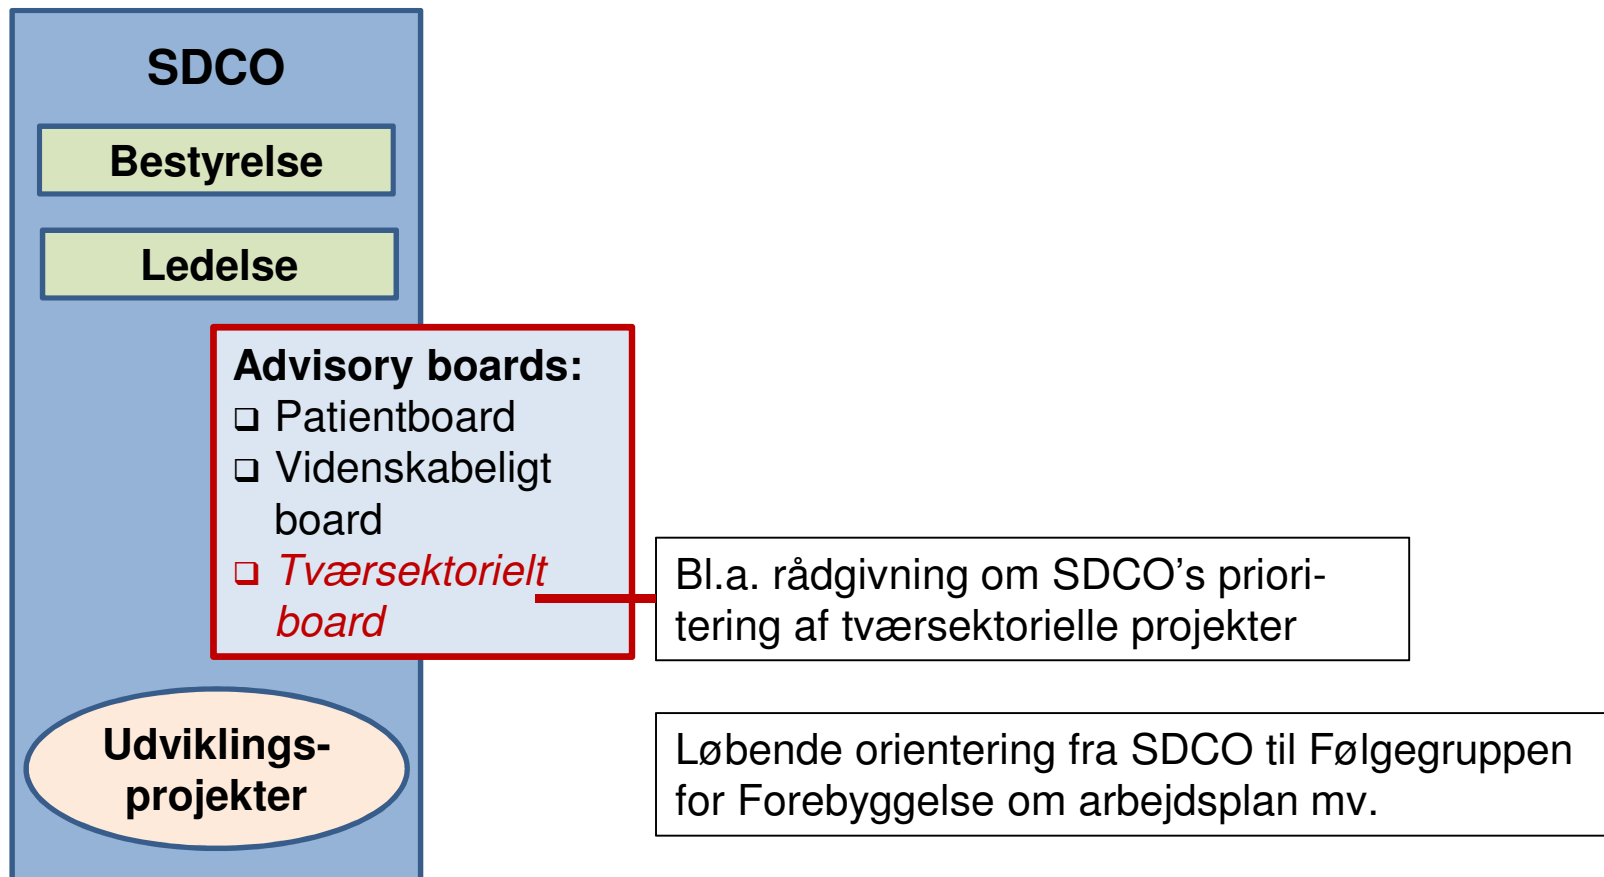 SDCO
Bestyrelse
Ledelse
Advisory boards:
❑ Patientboard
❑ Videnskabeligt
board
❑ Tværsektorielt
board
Bl.a. rådgivning om SDCO's priori-
tering af tværsektorielle projekter
Udviklings-
projekter
Løbende orientering fra SDCO til Følgegruppen
for Forebyggelse om arbejdsplan mv.